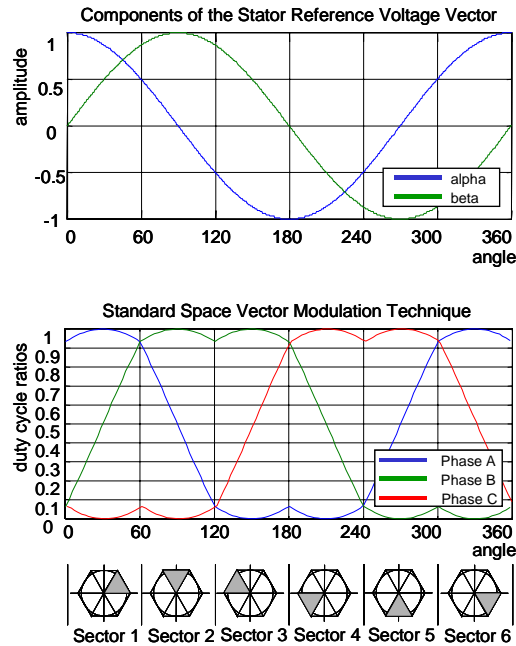 Components of the Stator Reference Voltage Vector
amplitude
1
0.5
0
-0.5
-1
alpha
beta
0 60 120 180 240 300 360
angle
Standard Space Vector Modulation Technique
duty cycle ratios
1
0.9
0.8
0.7
0.6
0.5
0.4
0.3
0.2
0.1
0
Phase A
Phase B
Phase C
0 60 120 180 240 300 360
angle
Sector 1 Sector 2 Sector 3 Sector 4 Sector 5 Sector 6